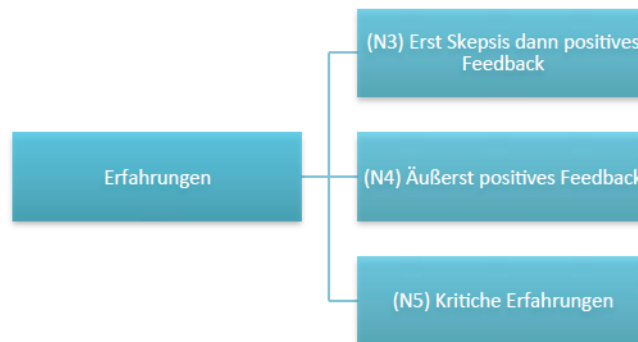 (N3) Erst Skepsis dann positives
Feedback
Erfahrungen
(N4) Äußerst positives Feedback
(N5) Kritiche Erfahrungen